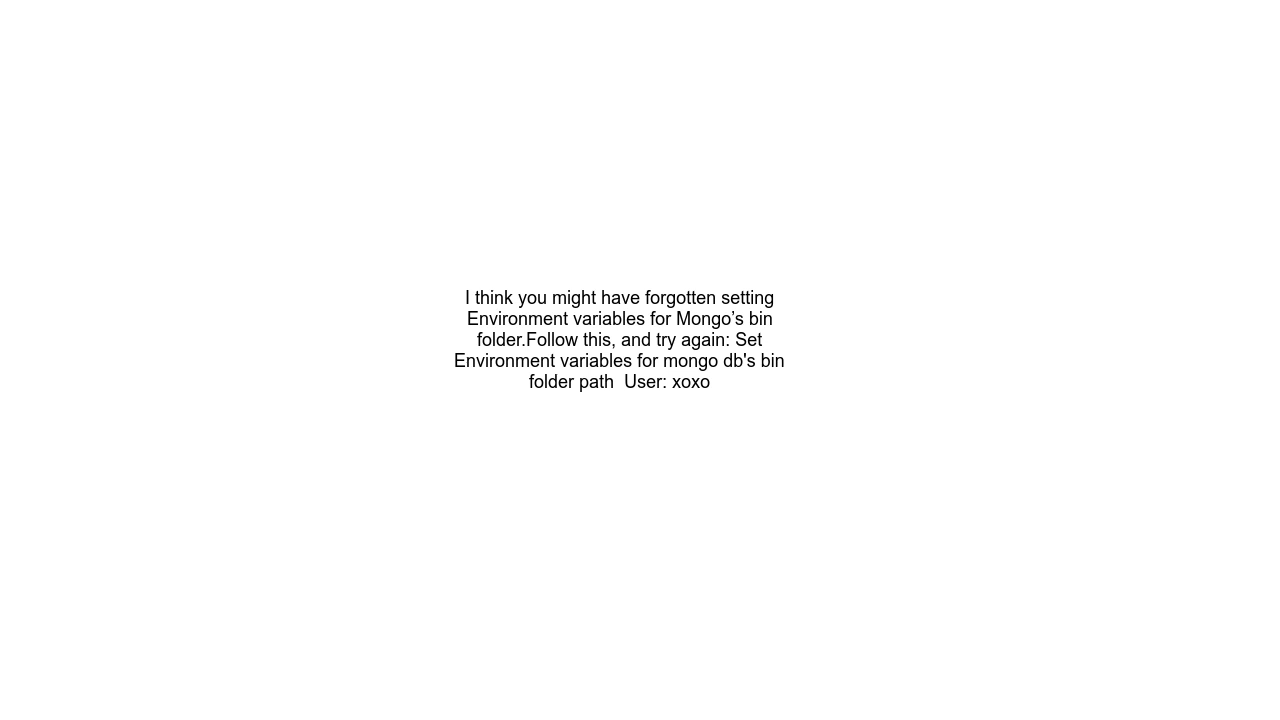 I think you might have forgotten setting
Environment variables for Mongo’s bin
folder.Follow this, and try again: Set
Environment variables for mongo db's bin
folder path  User: xoxo